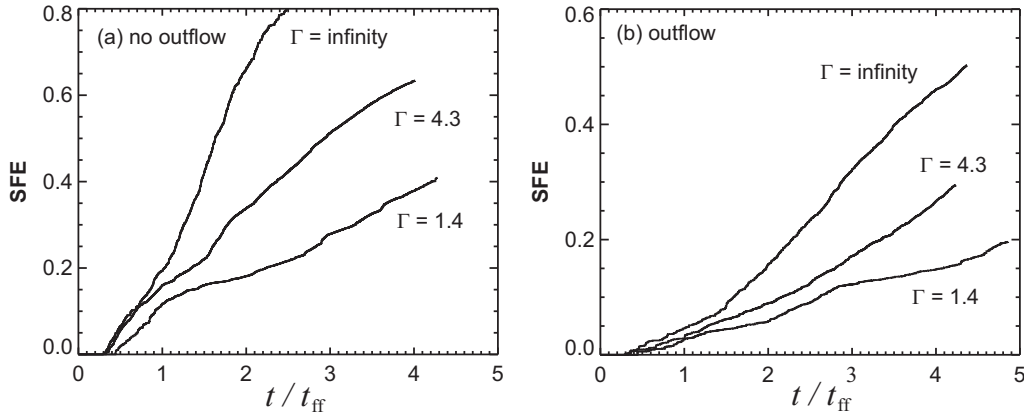 (a) no outflow
Γ = infinity
Γ = 4.3
Γ = 1.4
SFE
0.8
0.6
0.4
0.2
0.0
0 1 2 3 4 5
t / tff
(b) outflow
Γ = infinity
Γ = 4.3
Γ = 1.4
SFE
0.6
0.4
0.2
0.0
0 1 2 3 4 5
t / tff